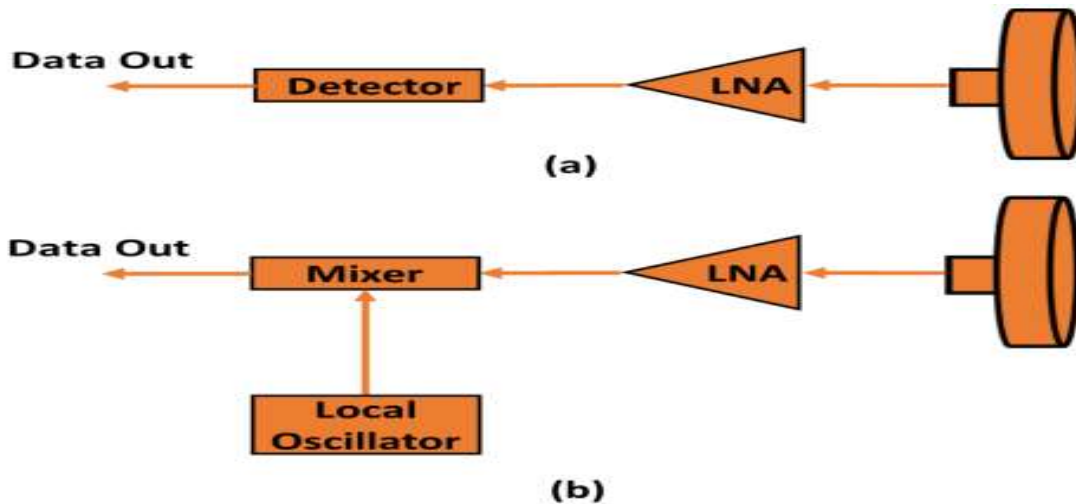 Data Out
Detector
LNA
(a)
Data Out
Mixer
LNA
Local
Oscillator
(b)